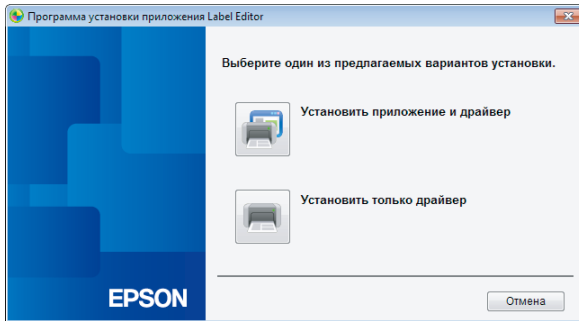 Программа установки приложения Label Editor
Выберите один из предлагаемых вариантов установки.
Установить приложение и драйвер
Установить только драйвер
EPSON
Отмена